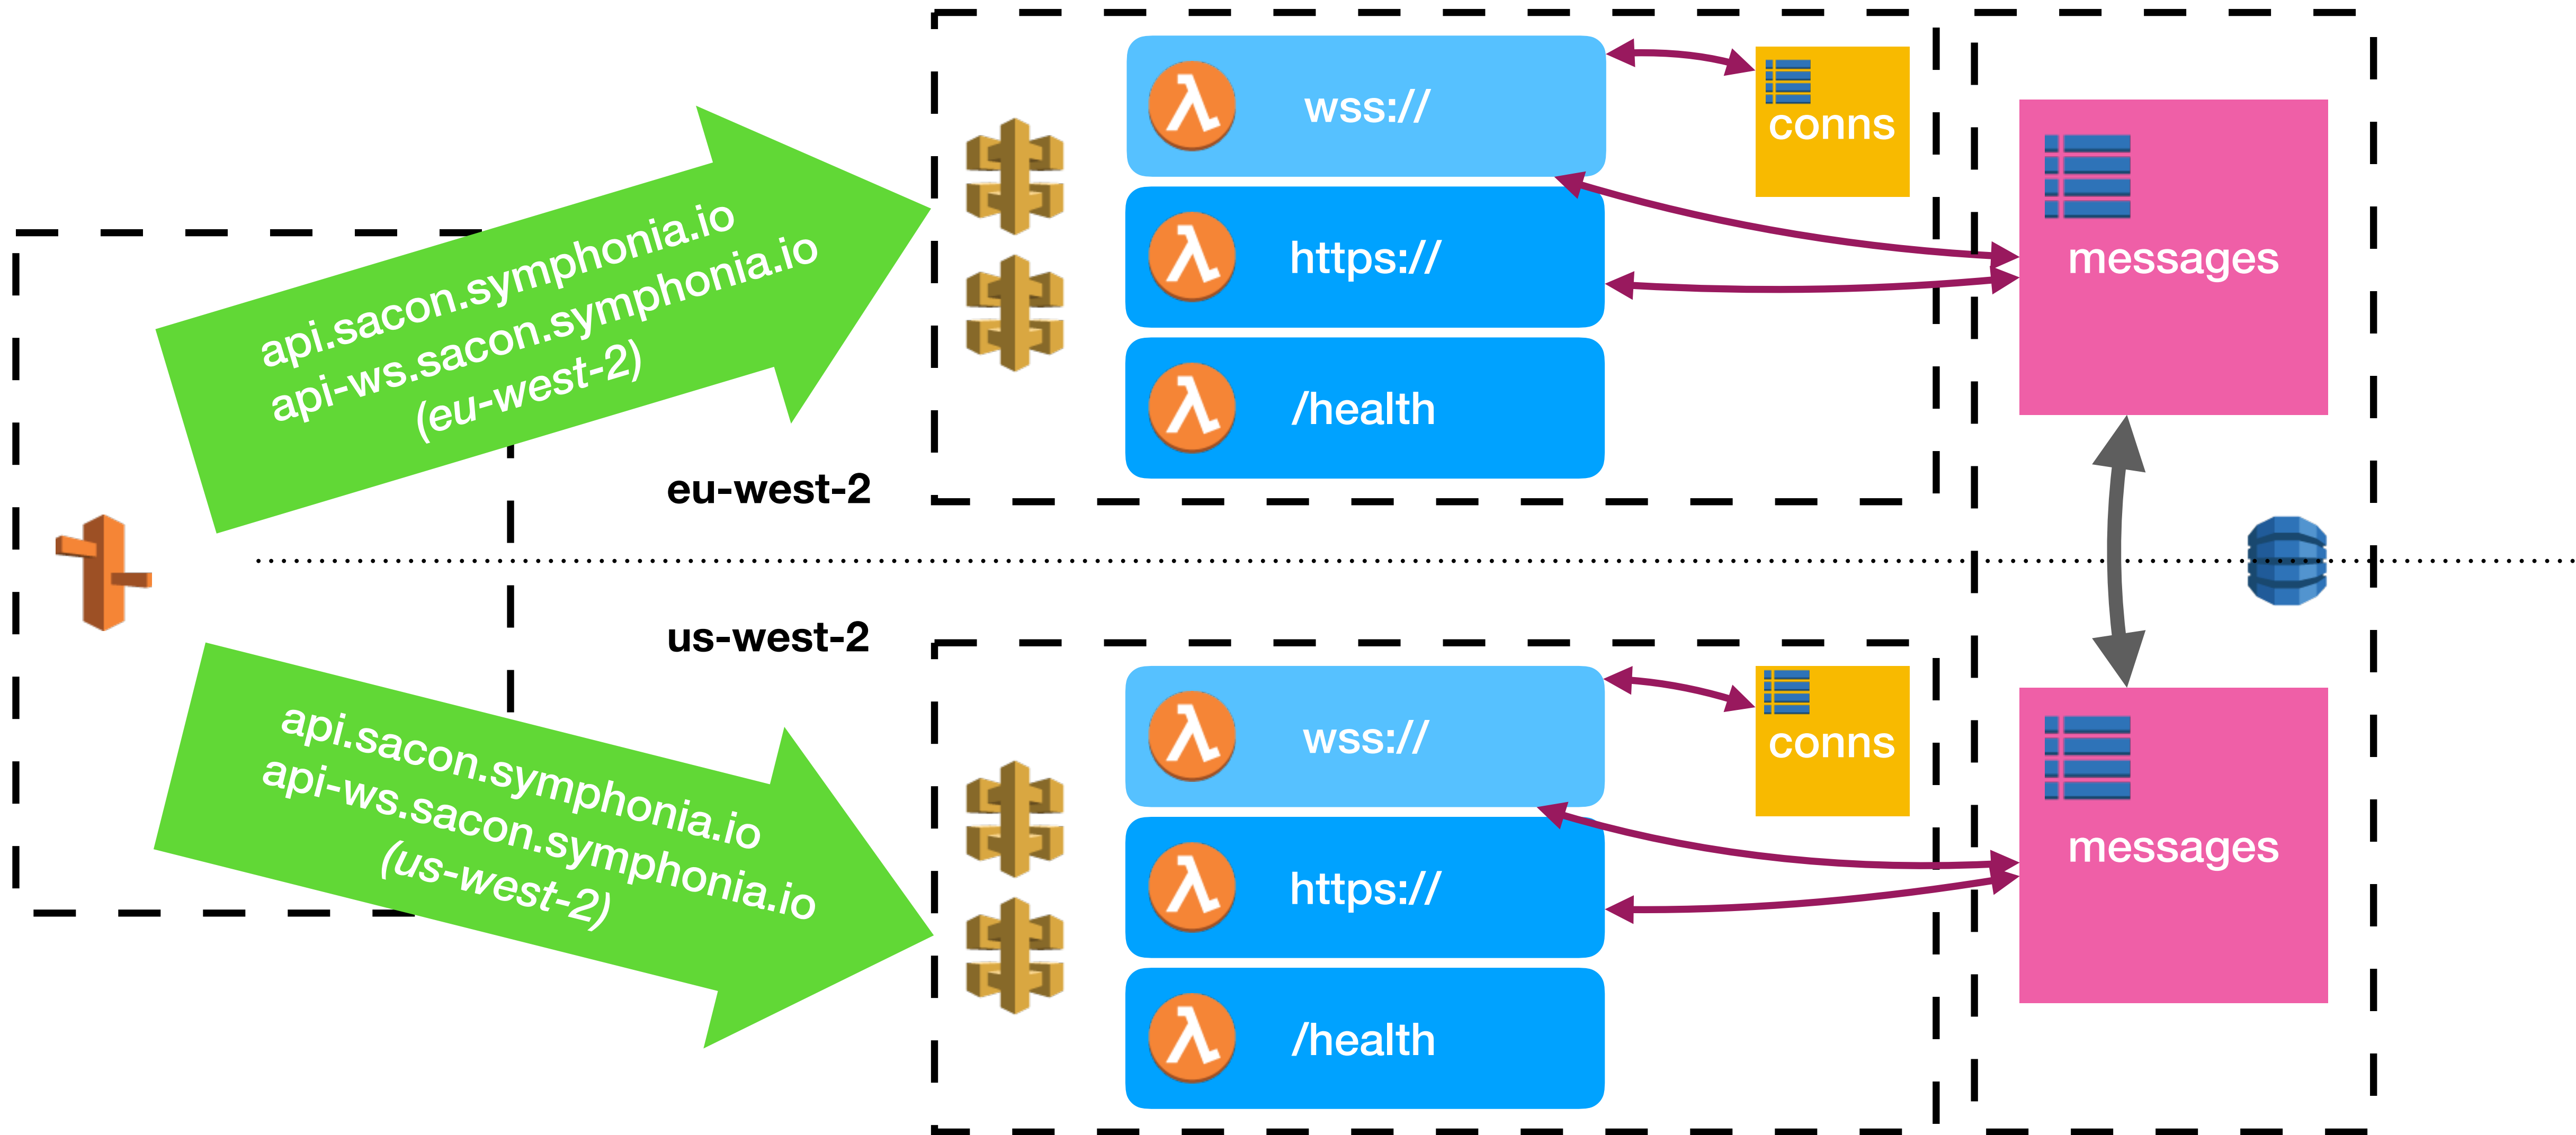 api.sacon.symphonia.io
api-ws.sacon.symphonia.io
(eu-west-2)
eu-west-2
wss://
conns
https://
/health
messages
us-west-2
api.sacon.symphonia.io
api-ws.sacon.symphonia.io
(us-west-2)
wss://
conns
https://
/health
messages